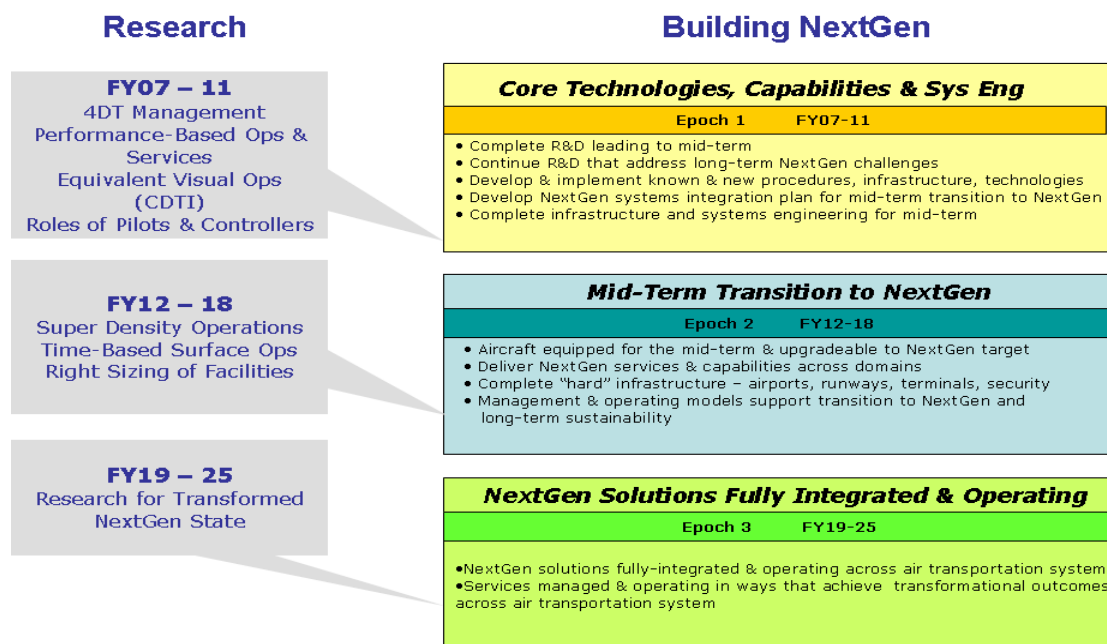 Research
Building NextGen
FY07 – 11
4DT Management
Performance-Based Ops &
Services
Equivalent Visual Ops
(CDTI)
Roles of Pilots & Controllers
Core Technologies, Capabilities & Sys Eng
Epoch 1 FY07-11
• Complete R&D leading to mid-term
• Continue R&D that address long-term NextGen challenges
• Develop & implement known & new procedures, infrastructure, technologies
• Develop NextGen systems integration plan for mid-term transition to NextGen
• Complete infrastructure and systems engineering for mid-term
FY12 – 18
Super Density Operations
Time-Based Surface Ops
Right Sizing of Facilities
Mid-Term Transition to NextGen
Epoch 2 FY12-18
• Aircraft equipped for the mid-term & upgradeable to NextGen target
• Deliver NextGen services & capabilities across domains
• Complete “hard” infrastructure – airports, runways, terminals, security
• Management & operating models support transition to NextGen and
long-term sustainability
FY19 – 25
Research for Transformed
NextGen State
NextGen Solutions Fully Integrated & Operating
Epoch 3 FY19-25
•NextGen solutions fully-integrated & operating across air transportation system
•Services managed & operating in ways that achieve transformational outcomes
across air transportation system